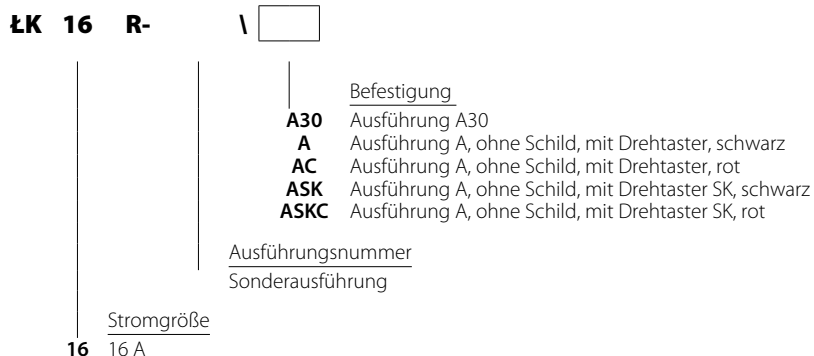 ŁK 16 R- \
Befestigung
A30 Ausführung A30
A Ausführung A, ohne Schild, mit Drehtaster, schwarz
AC Ausführung A, ohne Schild, mit Drehtaster, rot
ASK Ausführung A, ohne Schild, mit Drehtaster SK, schwarz
ASKC Ausführung A, ohne Schild, mit Drehtaster SK, rot
Ausführungsnummer
Sonderausführung
Stromgröße
16 16 A